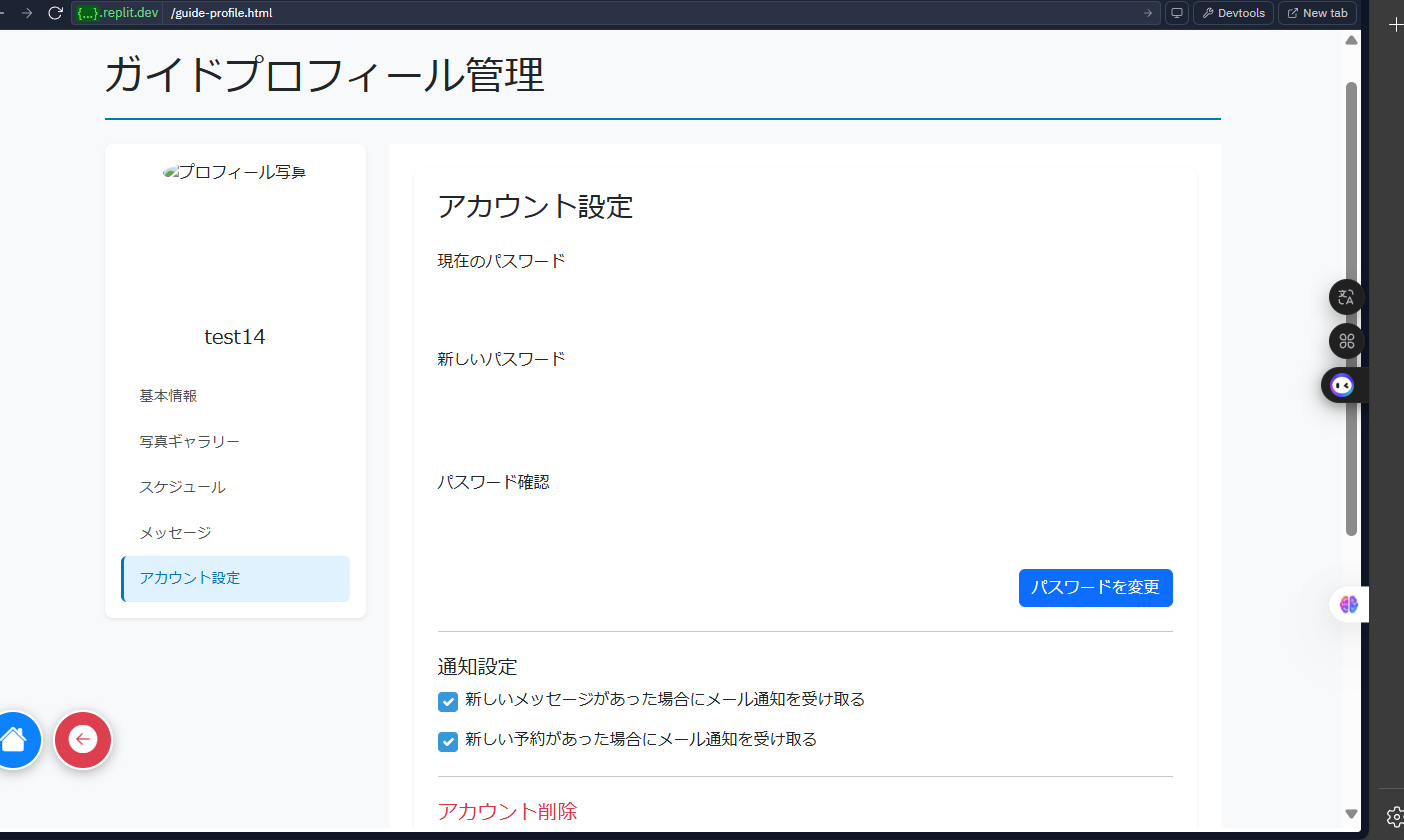 {...}.replit.dev /guide-profile.html
Devtools
New tab
ガイドプロフィール管理
プロフィール写真
test14
基本情報
写真ギャラリー
スケジュール
メッセージ
アカウント設定
アカウント設定
現在のパスワード
新しいパスワード
パスワード確認
パスワードを変更
通知設定
新しいメッセージがあった場合にメール通知を受け取る
新しい予約があった場合にメール通知を受け取る
アカウント削除